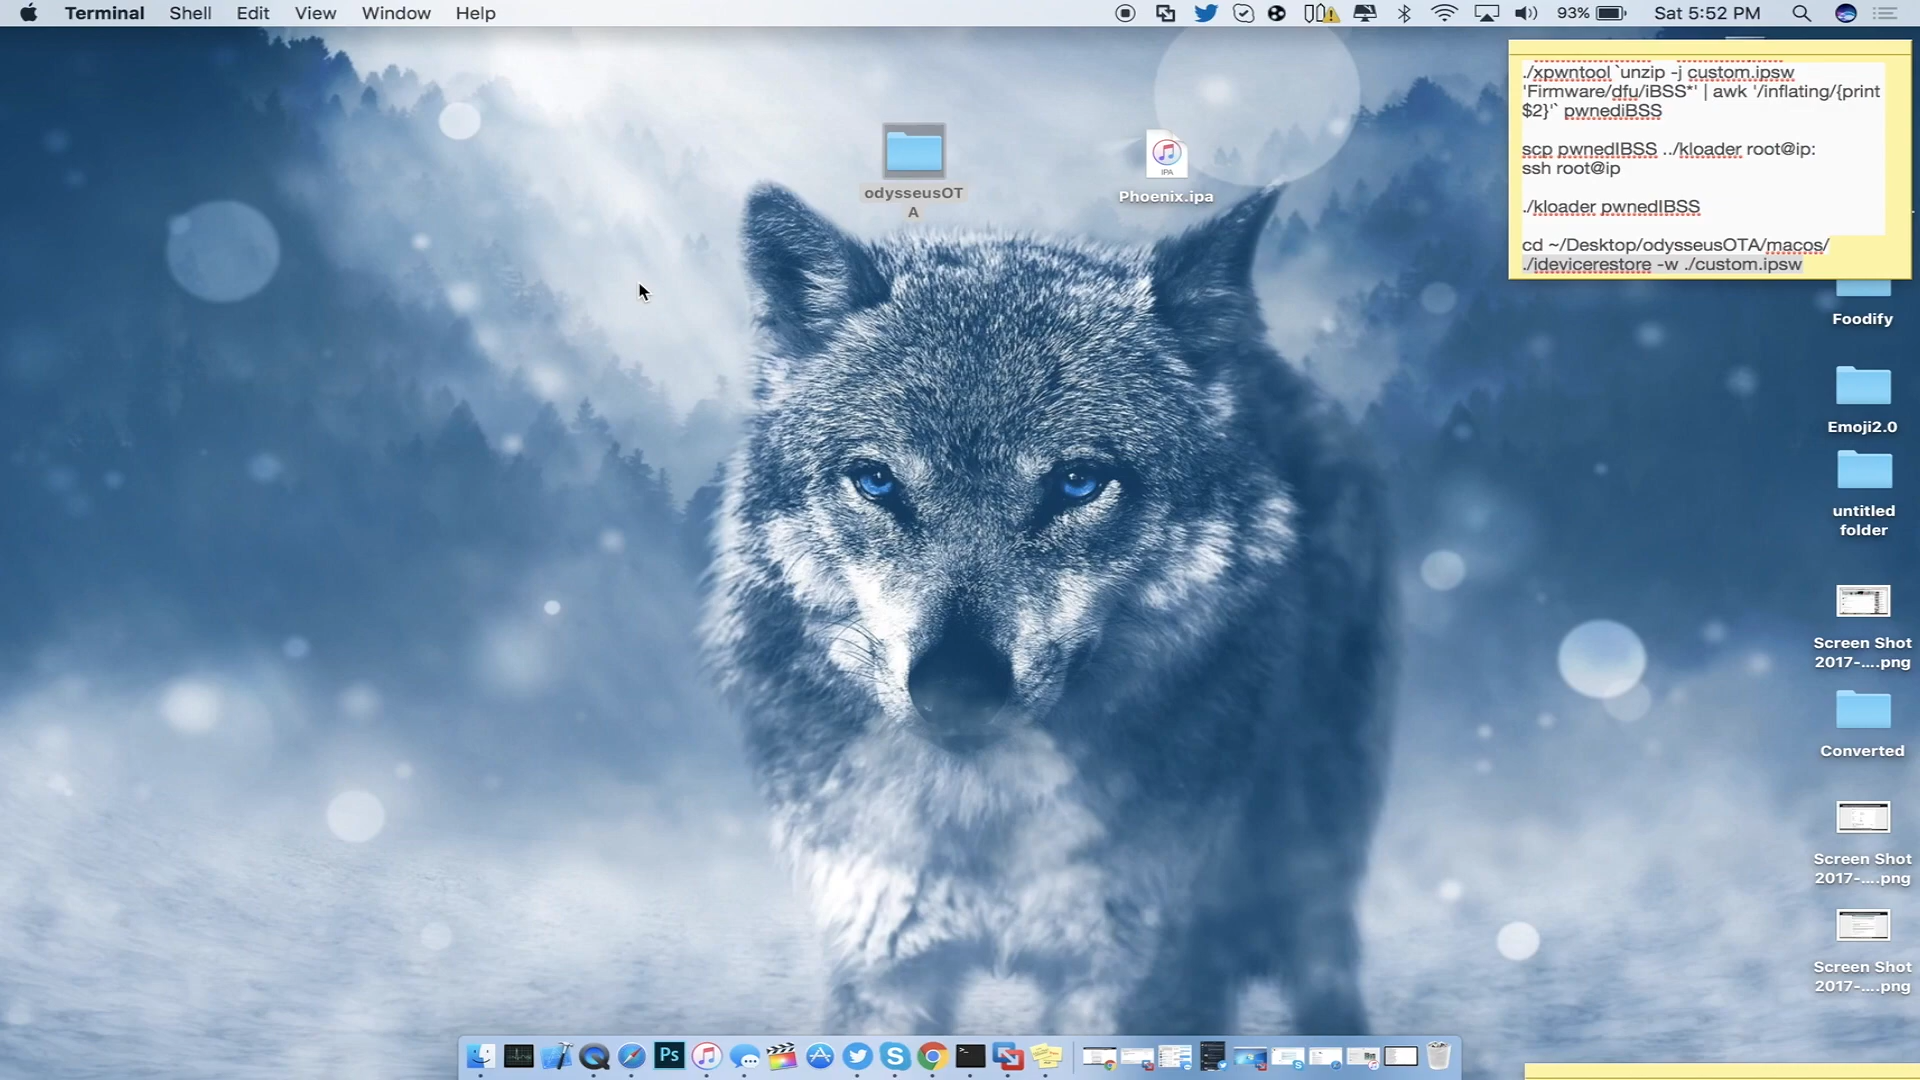 Terminal Shell Edit View Window Help
93% Sat 5:52 PM
./xpwntool `unzip -j custom.ipsw
'Firmware/dfu/iBSS*' | awk '/inflating/{print
$2}'` pwnediBSS
scp pwnedIBSS ../kloader root@ip:
ssh root@ip
./kloader pwnedIBSS
cd ~/Desktop/odysseusOTA/macos/
./idevicerestore -w ./custom.ipsw
odysseusOT
A
IPA
Phoenix.ipa
Foodify
Emoji2.0
untitled
folder
Screen Shot
2017-....png
Converted
Screen Shot
2017-....png
Screen Shot
2017-....png
Ps